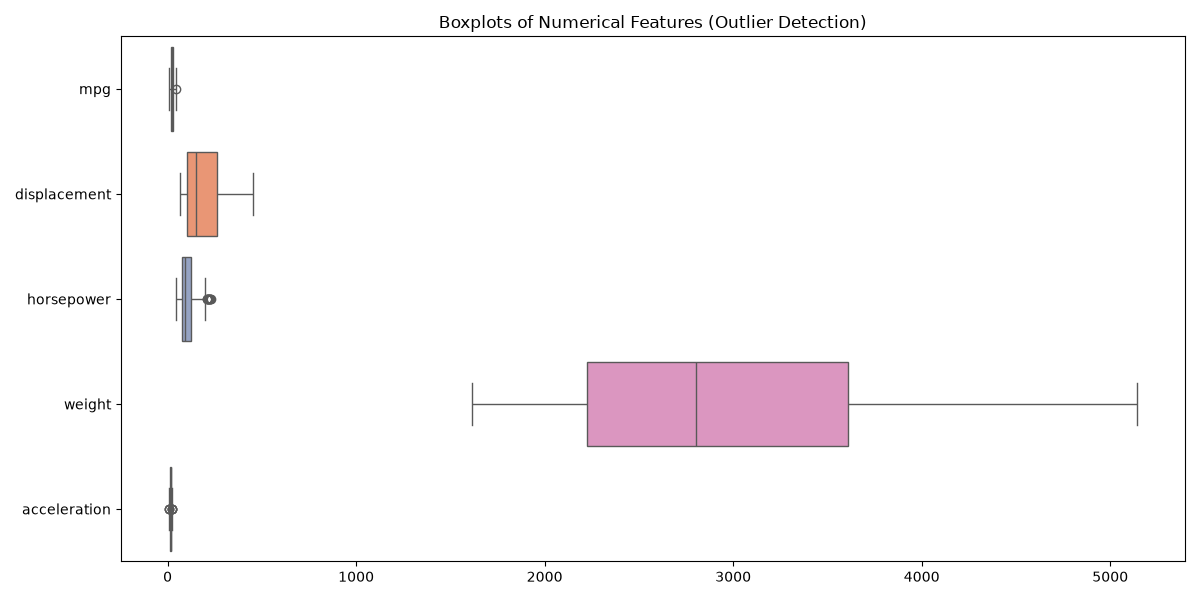 Boxplots of Numerical Features (Outlier Detection)
mpg
displacement
horsepower
weight
acceleration
0 1000 2000 3000 4000 5000